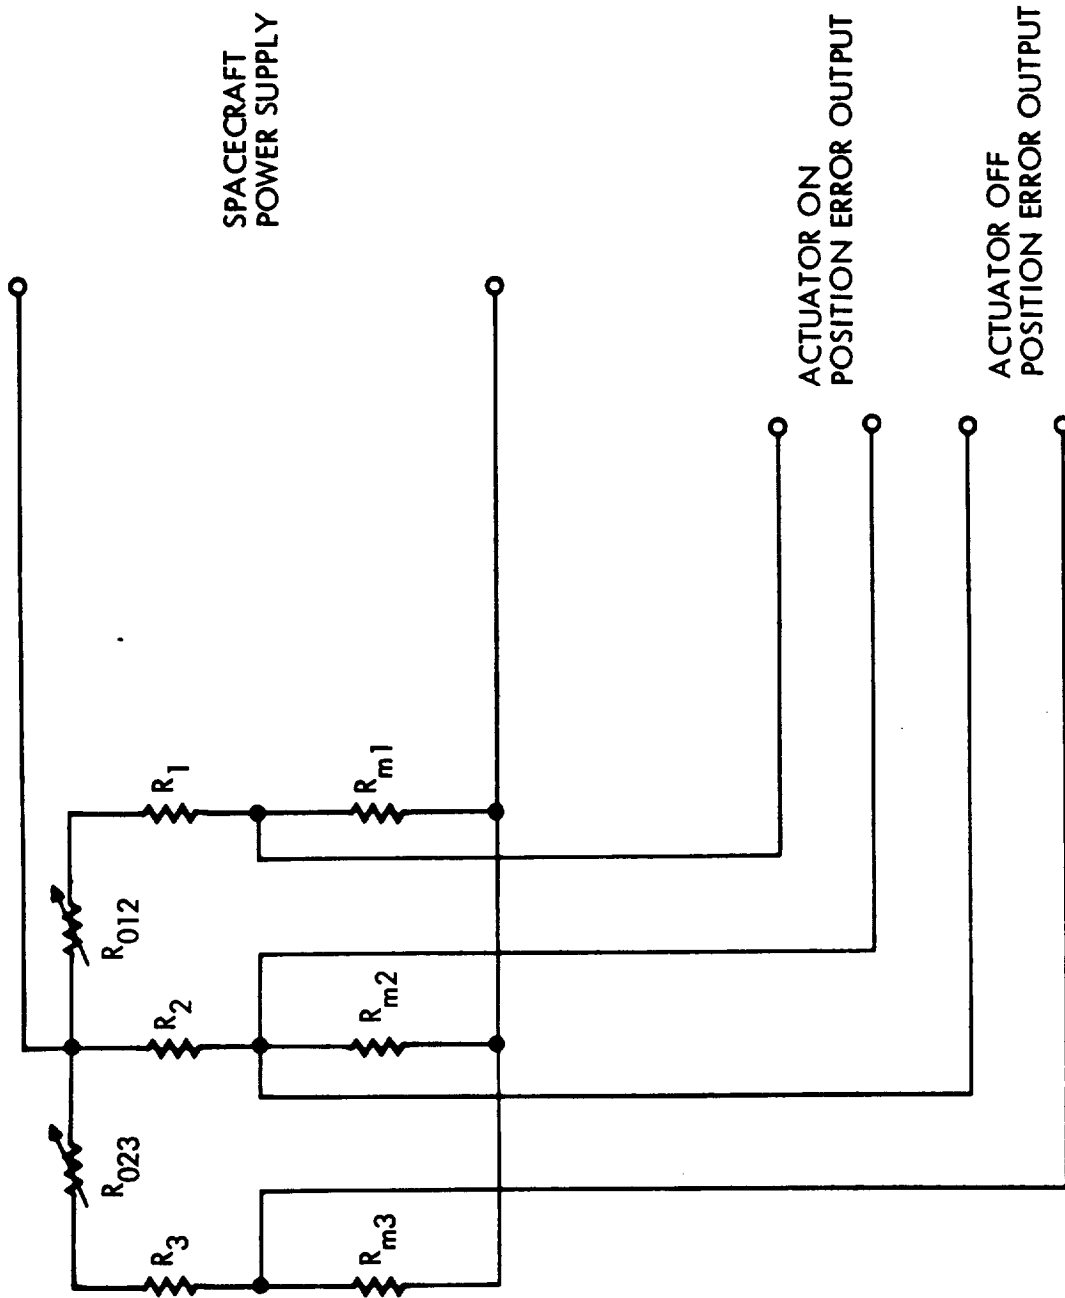 SPACECRAFT
POWER SUPPLY
R1
Rm1
R012
R2
Rm2
R023
R3
Rm3
ACTUATOR ON
POSITION ERROR OUTPUT
ACTUATOR OFF
POSITION ERROR OUTPUT